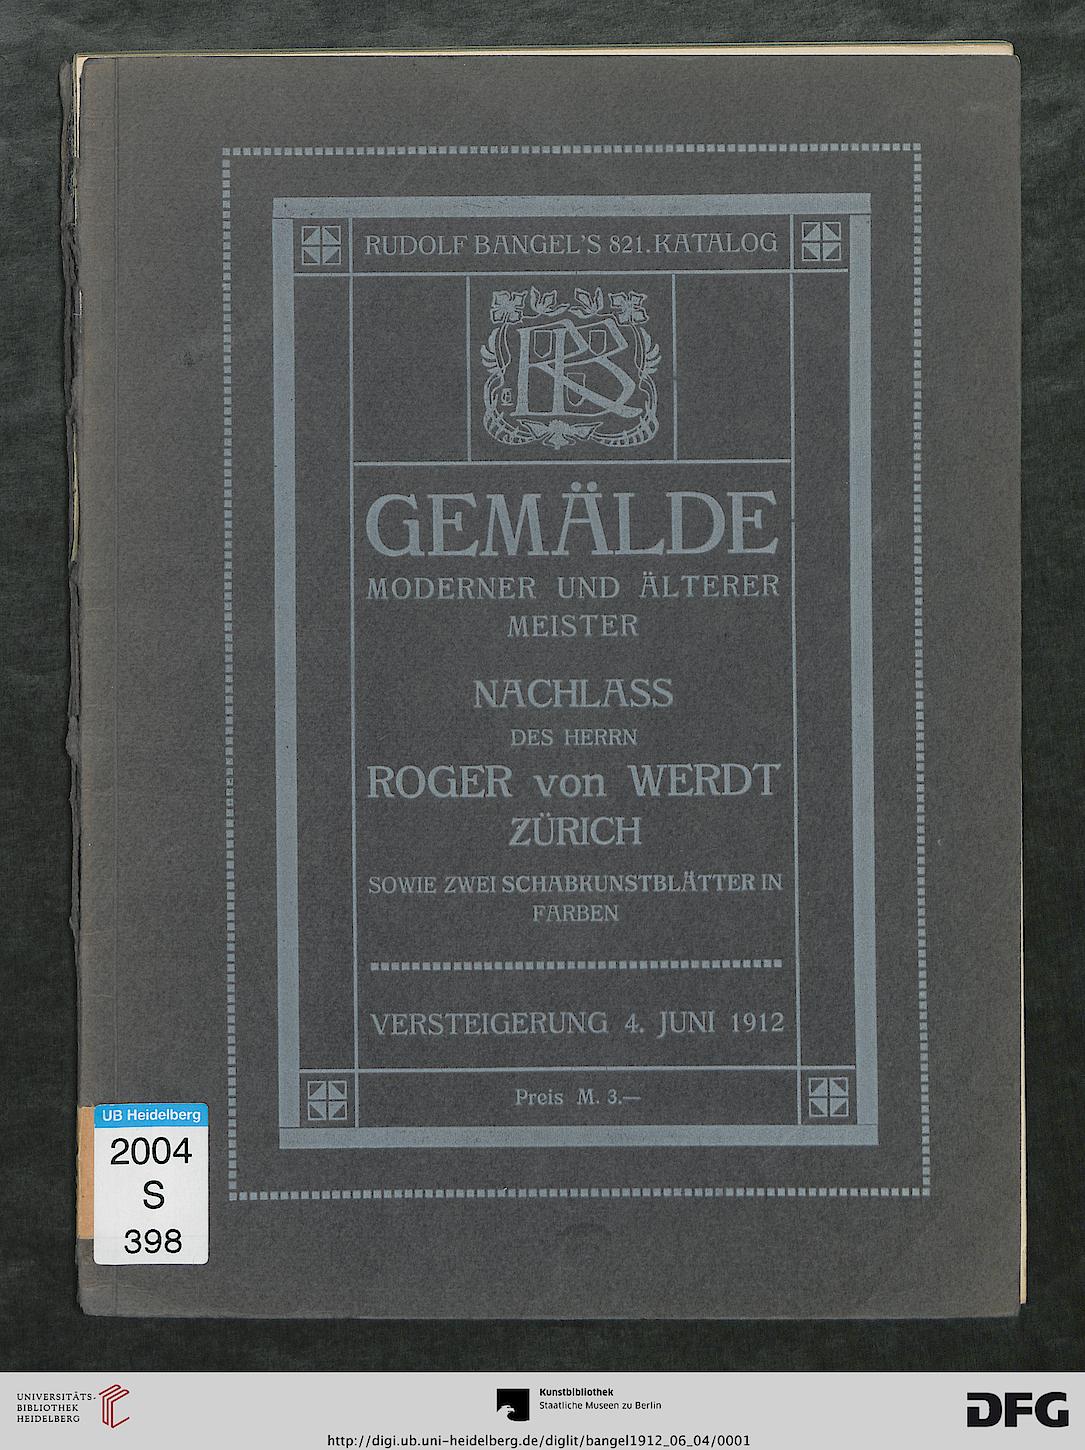 RUDOLF BANGEL'S 821. KATALOG
RB
GEMÄLDE
MODERNER UND ÄLTERER
MEISTER
NACHLASS
DES HERRN
ROGER von WERDT
ZÜRICH
SOWIE ZWEI SCHABKUNSTBLÄTTER IN
FARBEN
VERSTEIGERUNG 4. JUNI 1912
Preis M. 3.—
UB Heidelberg
2004
S
398
UNIVERSITÄTS-
BIBLIOTHEK
HEIDELBERG
Kunstbibliothek
Staatliche Museen zu Berlin
DFG
http://digi.ub.uni-heidelberg.de/diglit/bangel1912_06_04/0001